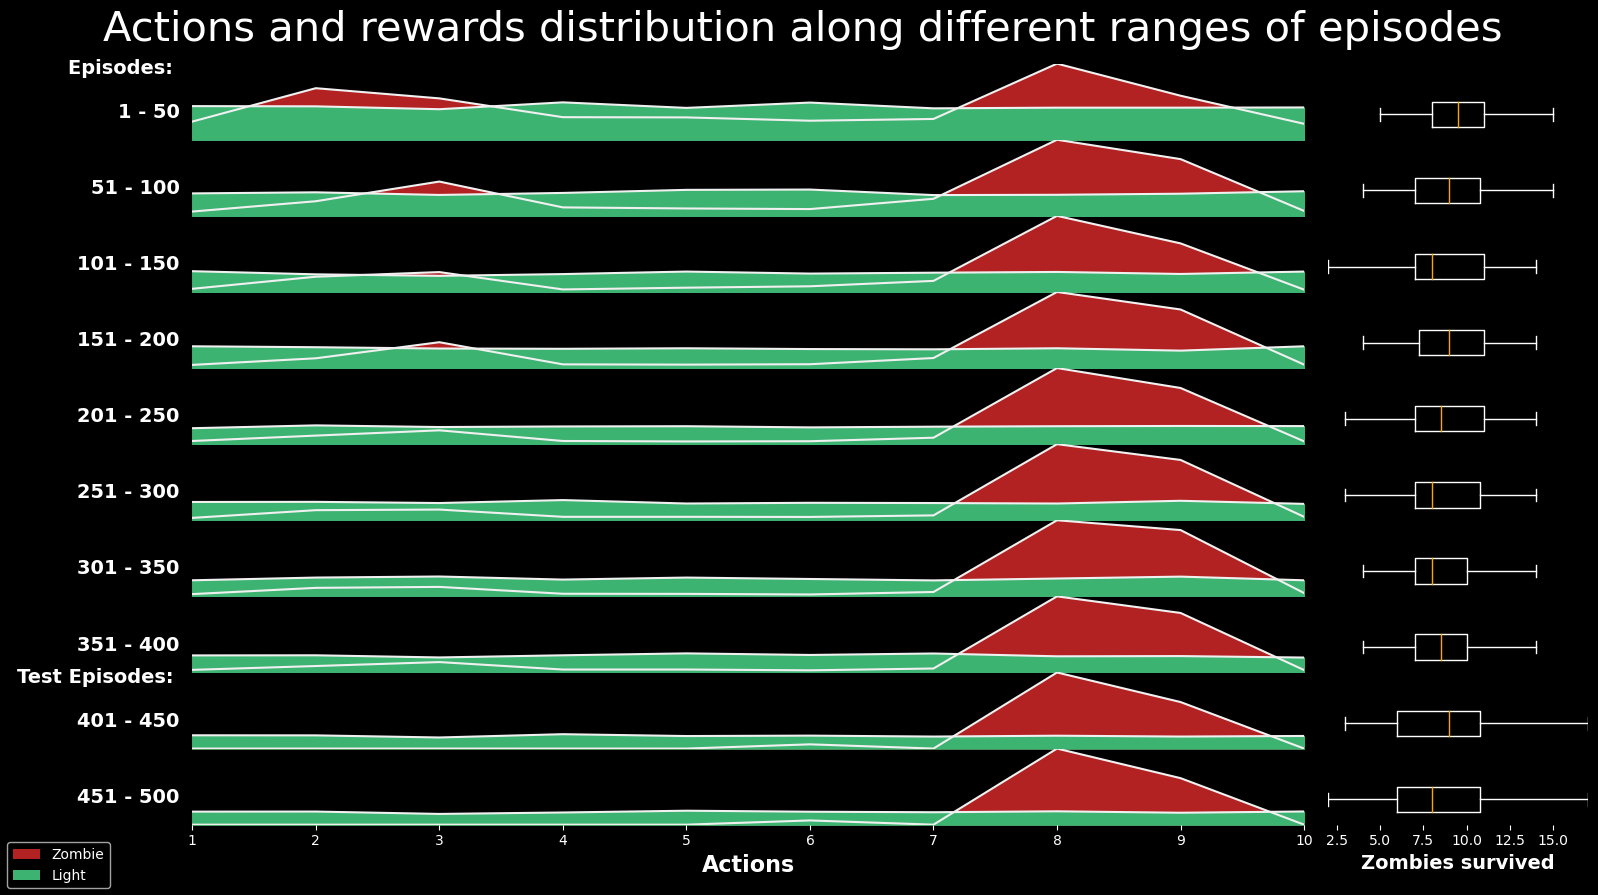 Actions and rewards distribution along different ranges of episodes
Episodes:
1 - 50
51 - 100
101 - 150
151 - 200
201 - 250
251 - 300
301 - 350
351 - 400
Test Episodes:
401 - 450
451 - 500
1 2 3 4 5 6 7 8 9 10
2.5 5.0 7.5 10.0 12.5 15.0
Actions
Zombies survived
Zombie
Light